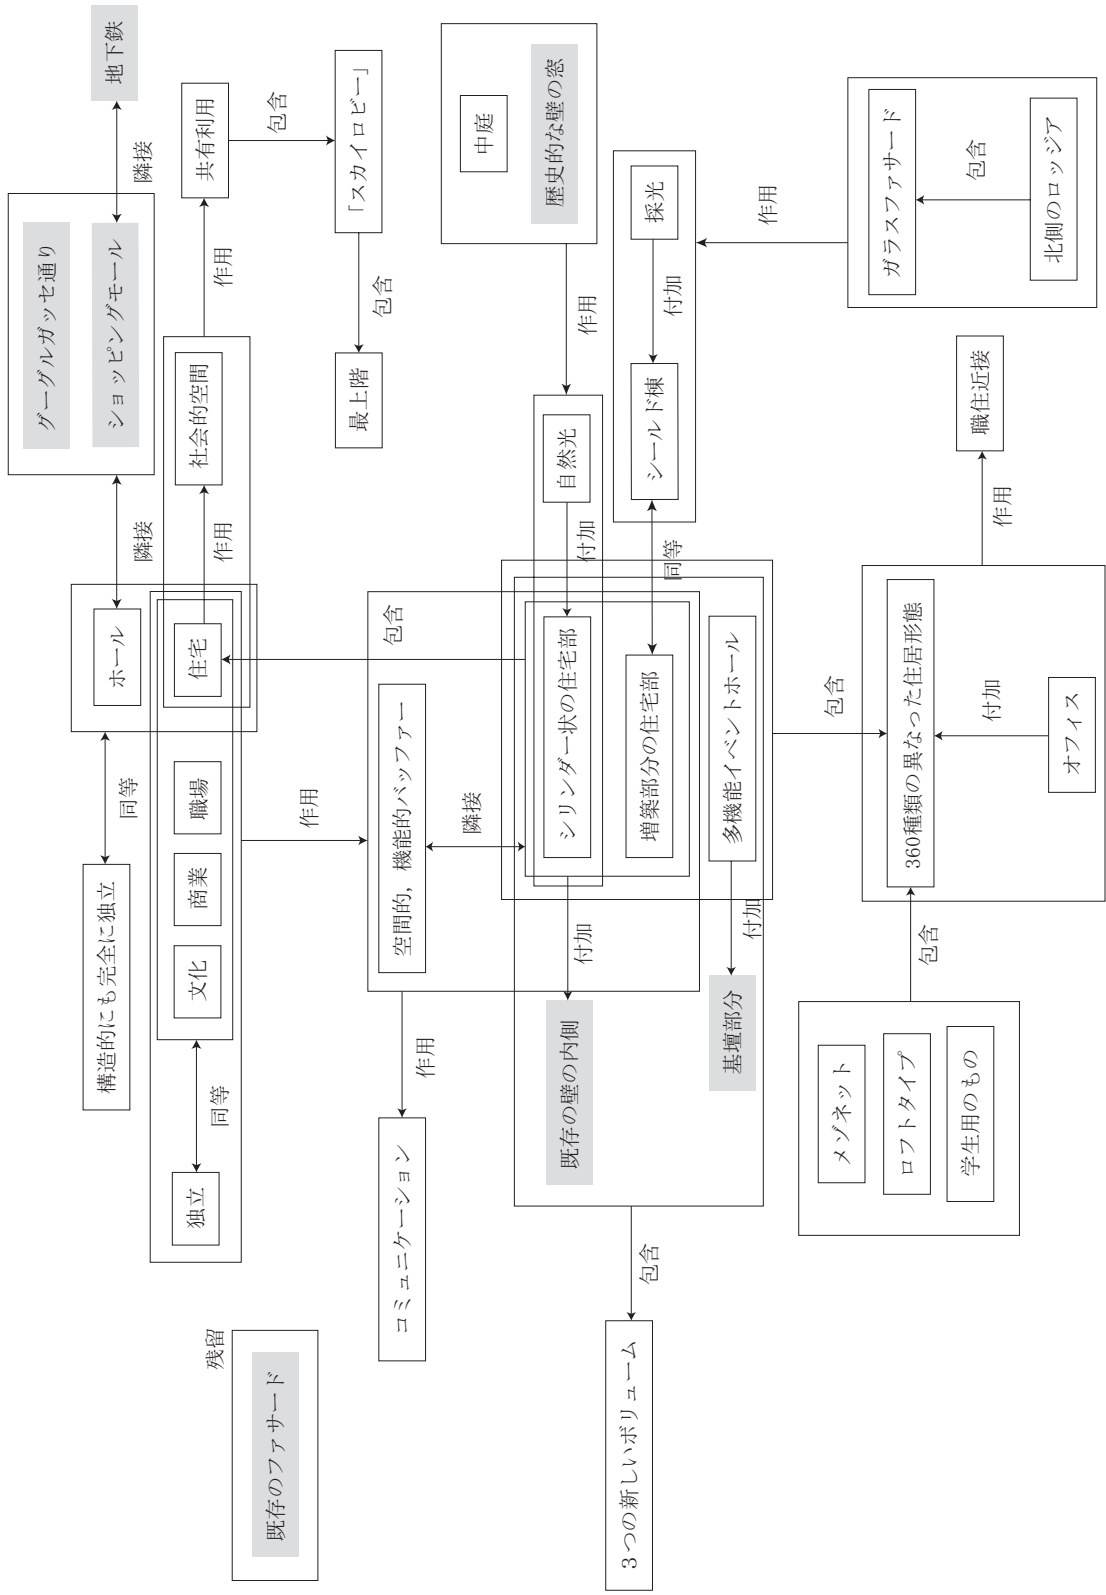 グーグルガッセ通り
構造的にも完全に独立
ホール
ショッピングモール
地下鉄
同等
隣接
隣接
独立
文化
商業
職場
住宅
社会的空間
共有利用
残留
同等
作用
作用
既存のファサード
包含
作用
最上階
「スカイロビー」
コミュニケーション
空間的，機能的バッファー
包含
包含
作用
隣接
中庭
既存の壁の内側
シリンダー状の住宅部
自然光
歴史的な壁の窓
付加
付加
作用
３つの新しいボリューム
包含
増築部分の住宅部
同等
シールド棟
付加
採光
基壇部分
付加
多機能イベントホール
作用
メゾネット
包含
ロフトタイプ
360種類の異なった住居形態
ガラスファサード
包含
学生用のもの
付加
職住近接
作用
包含
オフィス
北側のロッジア